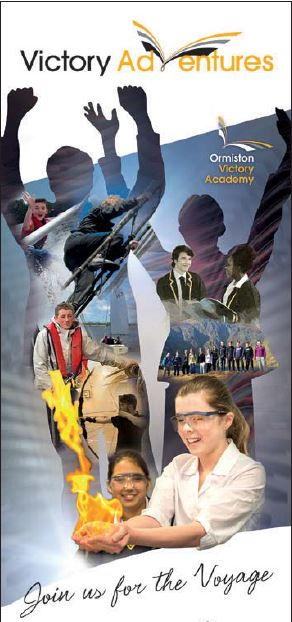 Victory Adventures
Ormiston
Victory
Academy
Join us for the Voyage